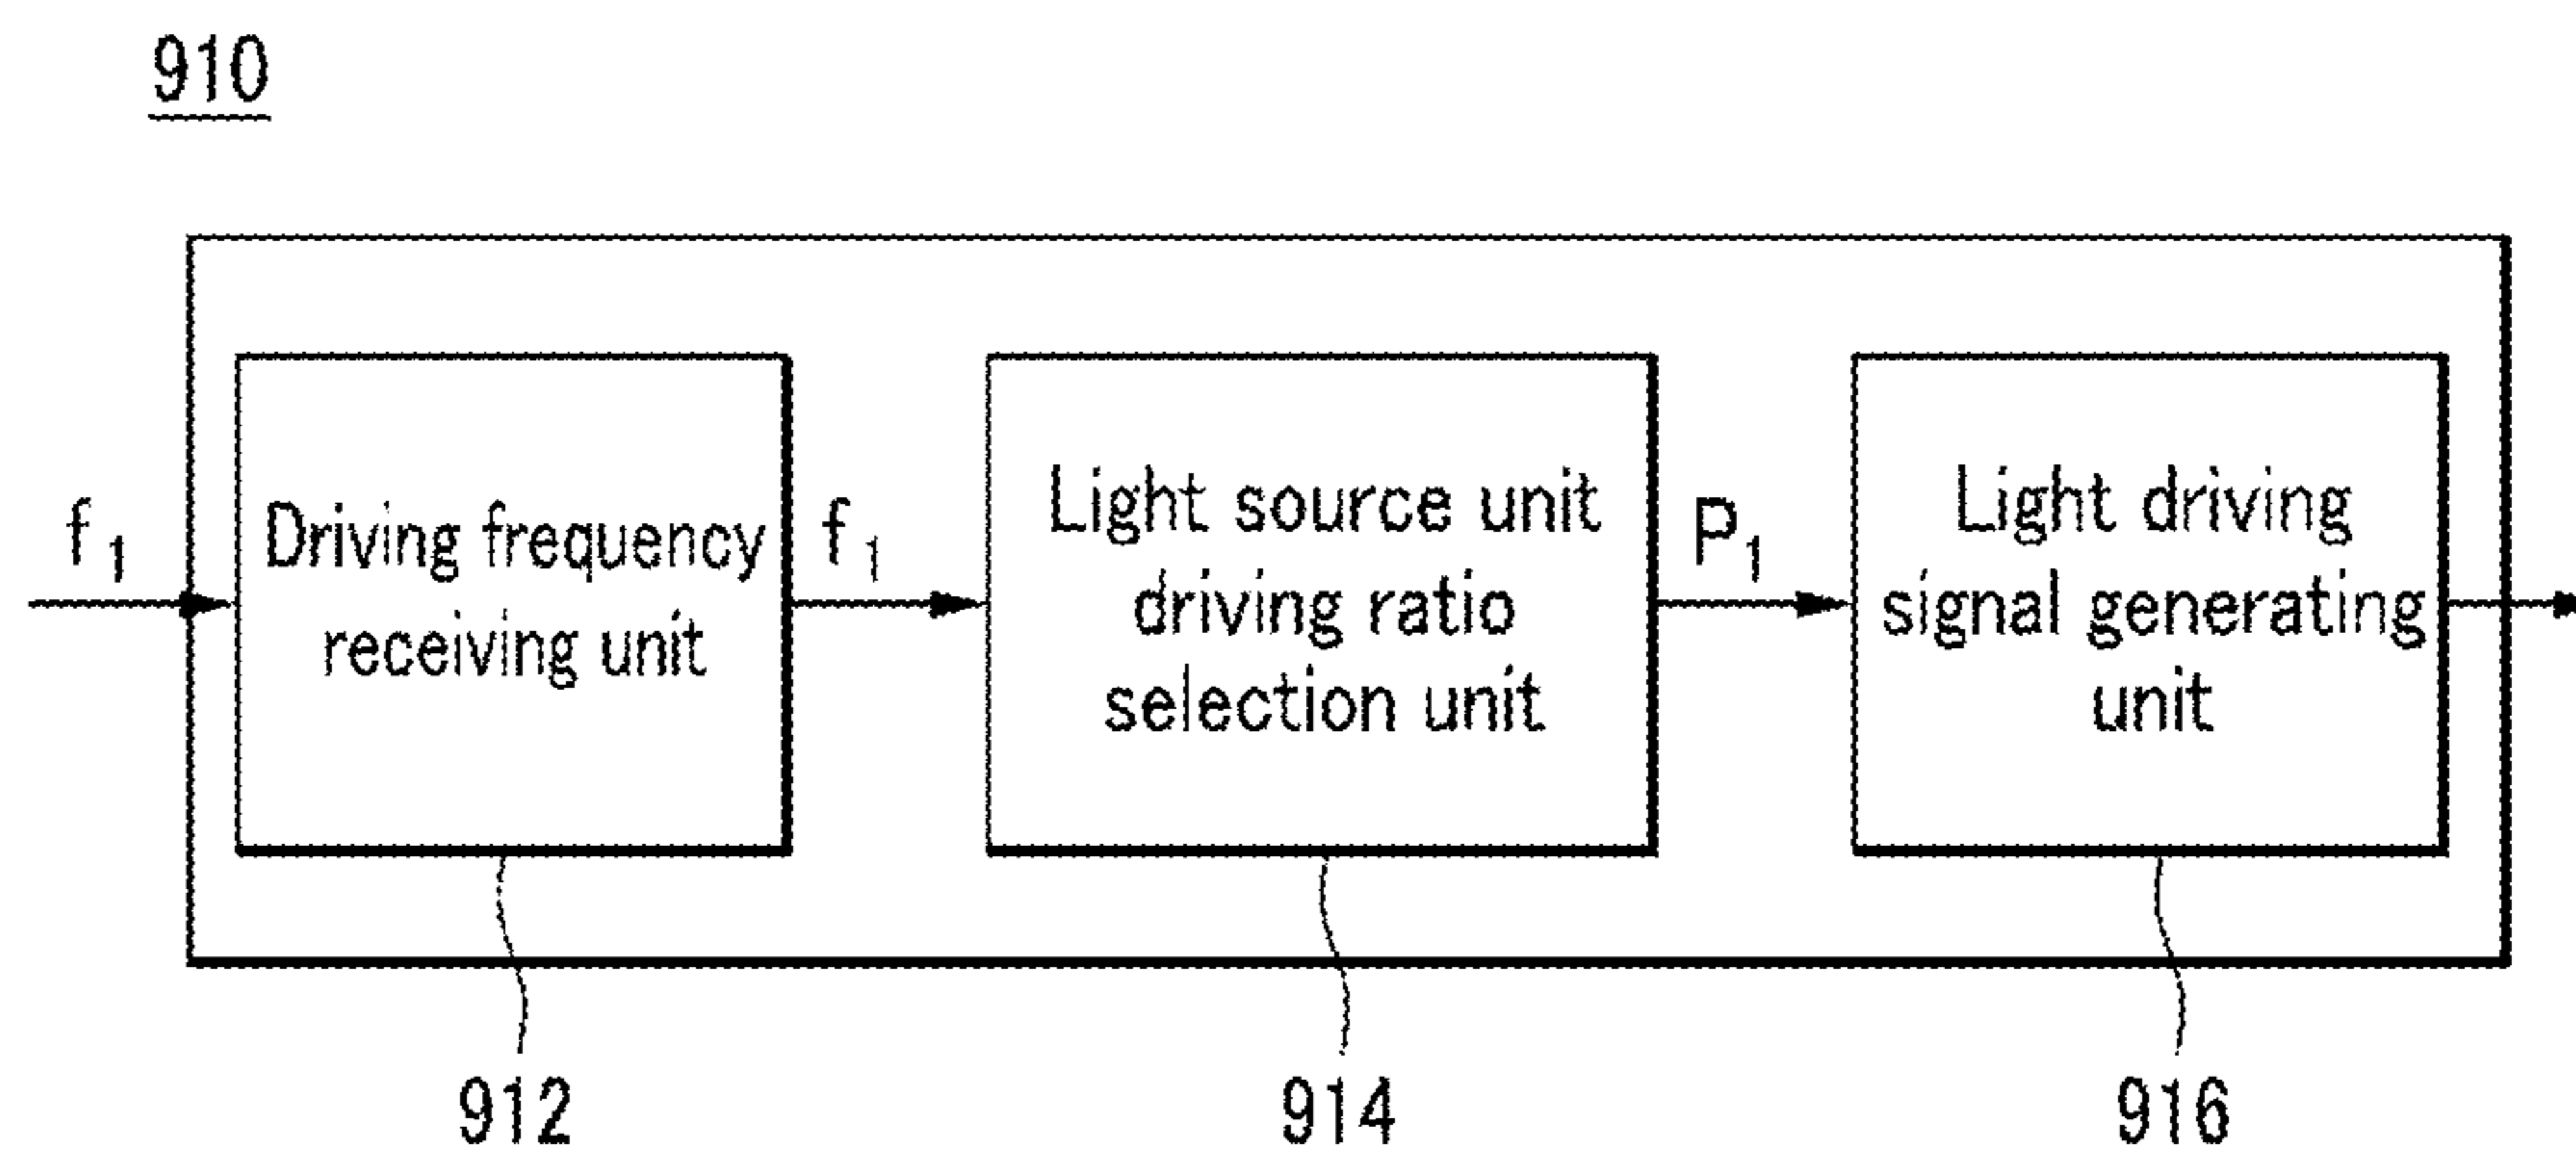 910
f1
Driving frequency
receiving unit
f1
Light source unit
driving ratio
selection unit
P1
Light driving
signal generating
unit
912
914
916